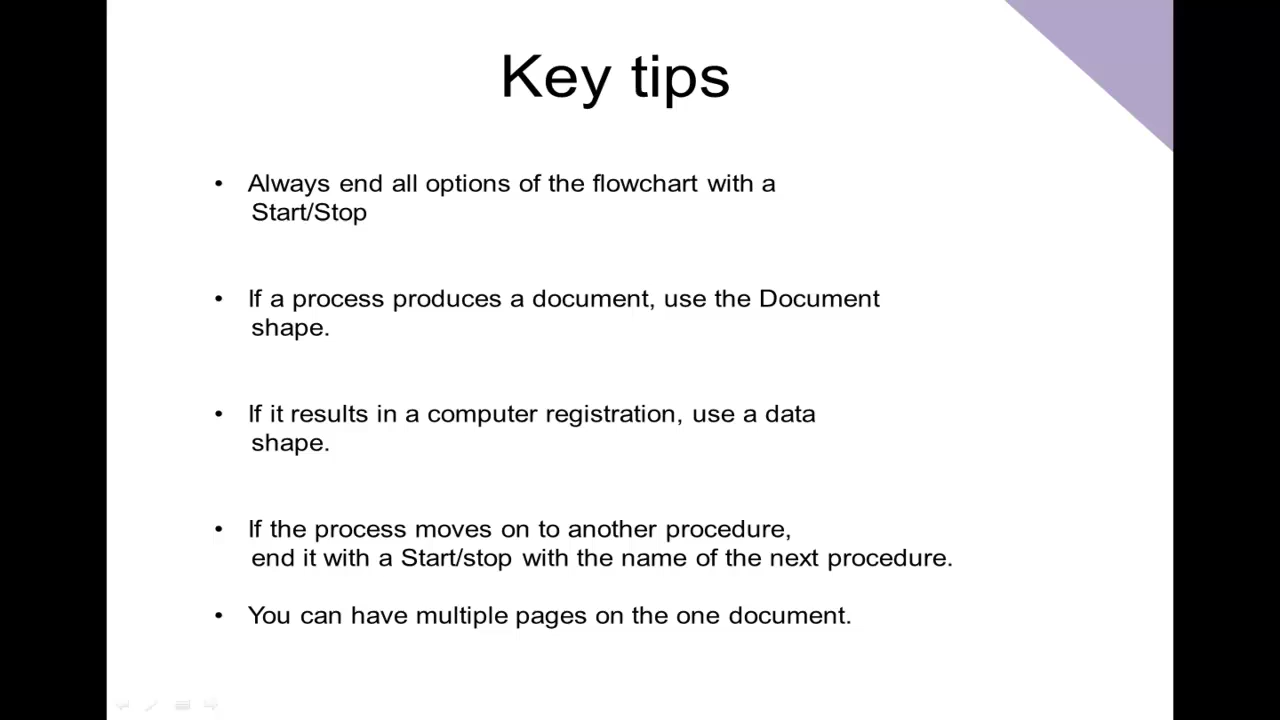 Key tips
• Always end all options of the flowchart with a
Start/Stop
• If a process produces a document, use the Document
shape.
• If it results in a computer registration, use a data
shape.
• If the process moves on to another procedure,
end it with a Start/stop with the name of the next procedure.
• You can have multiple pages on the one document.